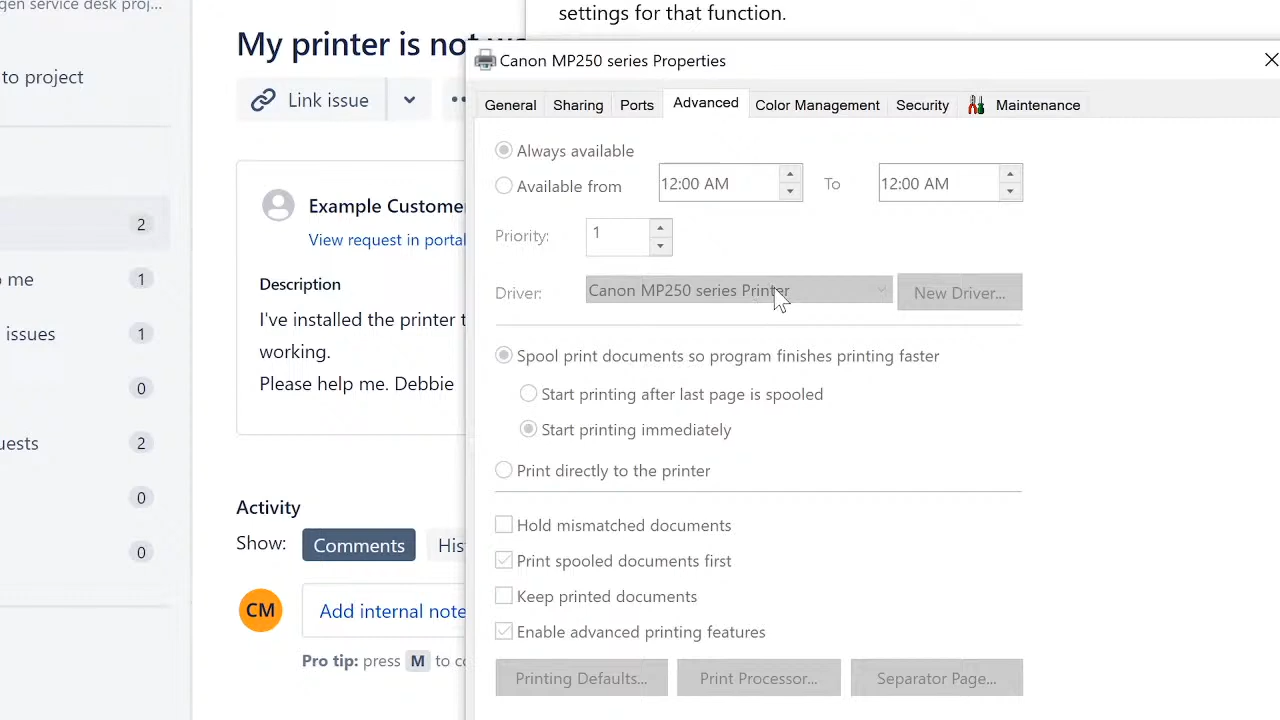 gen service desk proj...
to project
2
o me
1
issues
1
0
uests
2
0
0
settings for that function.
My printer is not w
Link issue
Example Custome
View request in portal
Description
I've installed the printer t
working.
Please help me. Debbie
Activity
Show:
Comments
His
CM
Add internal note
Pro tip: press M to co
Canon MP250 series Properties
General Sharing Ports Advanced Color Management Security Maintenance
Always available
Available from 12:00 AM To 12:00 AM
Priority: 1
Driver: Canon MP250 series Printer New Driver...
Spool print documents so program finishes printing faster
Start printing after last page is spooled
Start printing immediately
Print directly to the printer
Hold mismatched documents
Print spooled documents first
Keep printed documents
Enable advanced printing features
Printing Defaults... Print Processor... Separator Page...